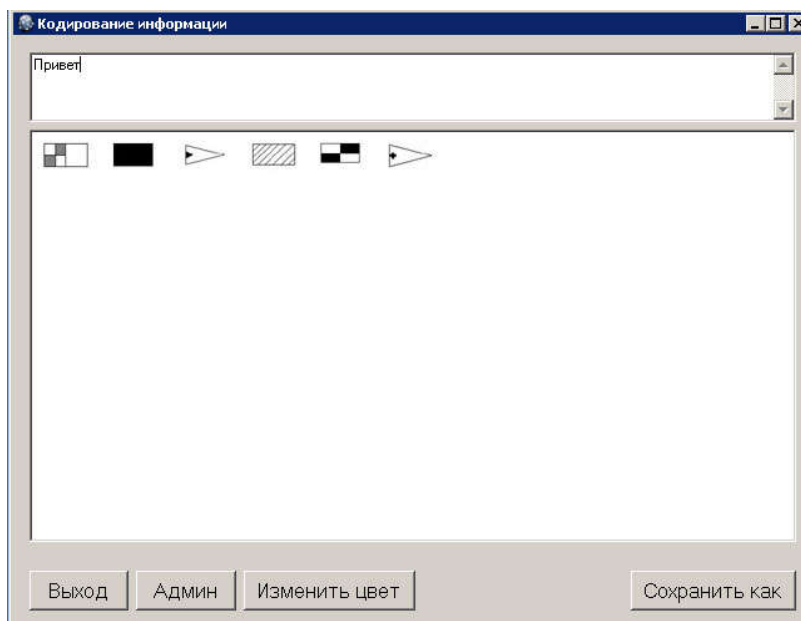 Кодирование информации
Привет
Выход Админ Изменить цвет Сохранить как